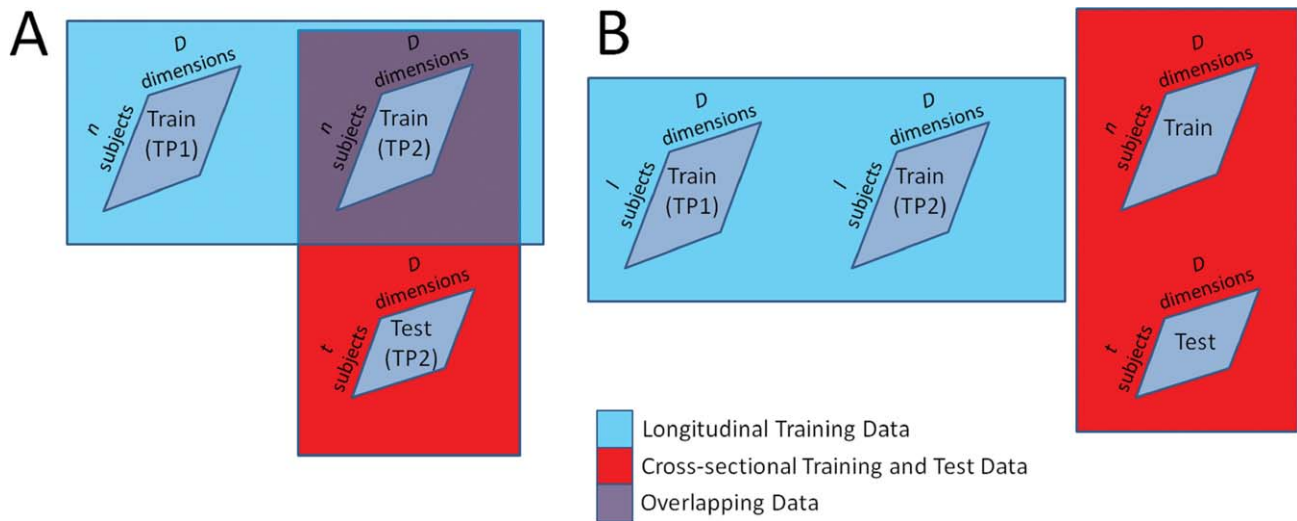 A
D
dimensions
n
subjects
Train
(TP1)
D
dimensions
n
subjects
Train
(TP2)
D
dimensions
t
subjects
Test
(TP2)
B
D
dimensions
l
subjects
Train
(TP1)
D
dimensions
l
subjects
Train
(TP2)
D
dimensions
n
subjects
Train
D
dimensions
t
subjects
Test
Longitudinal Training Data
Cross-sectional Training and Test Data
Overlapping Data